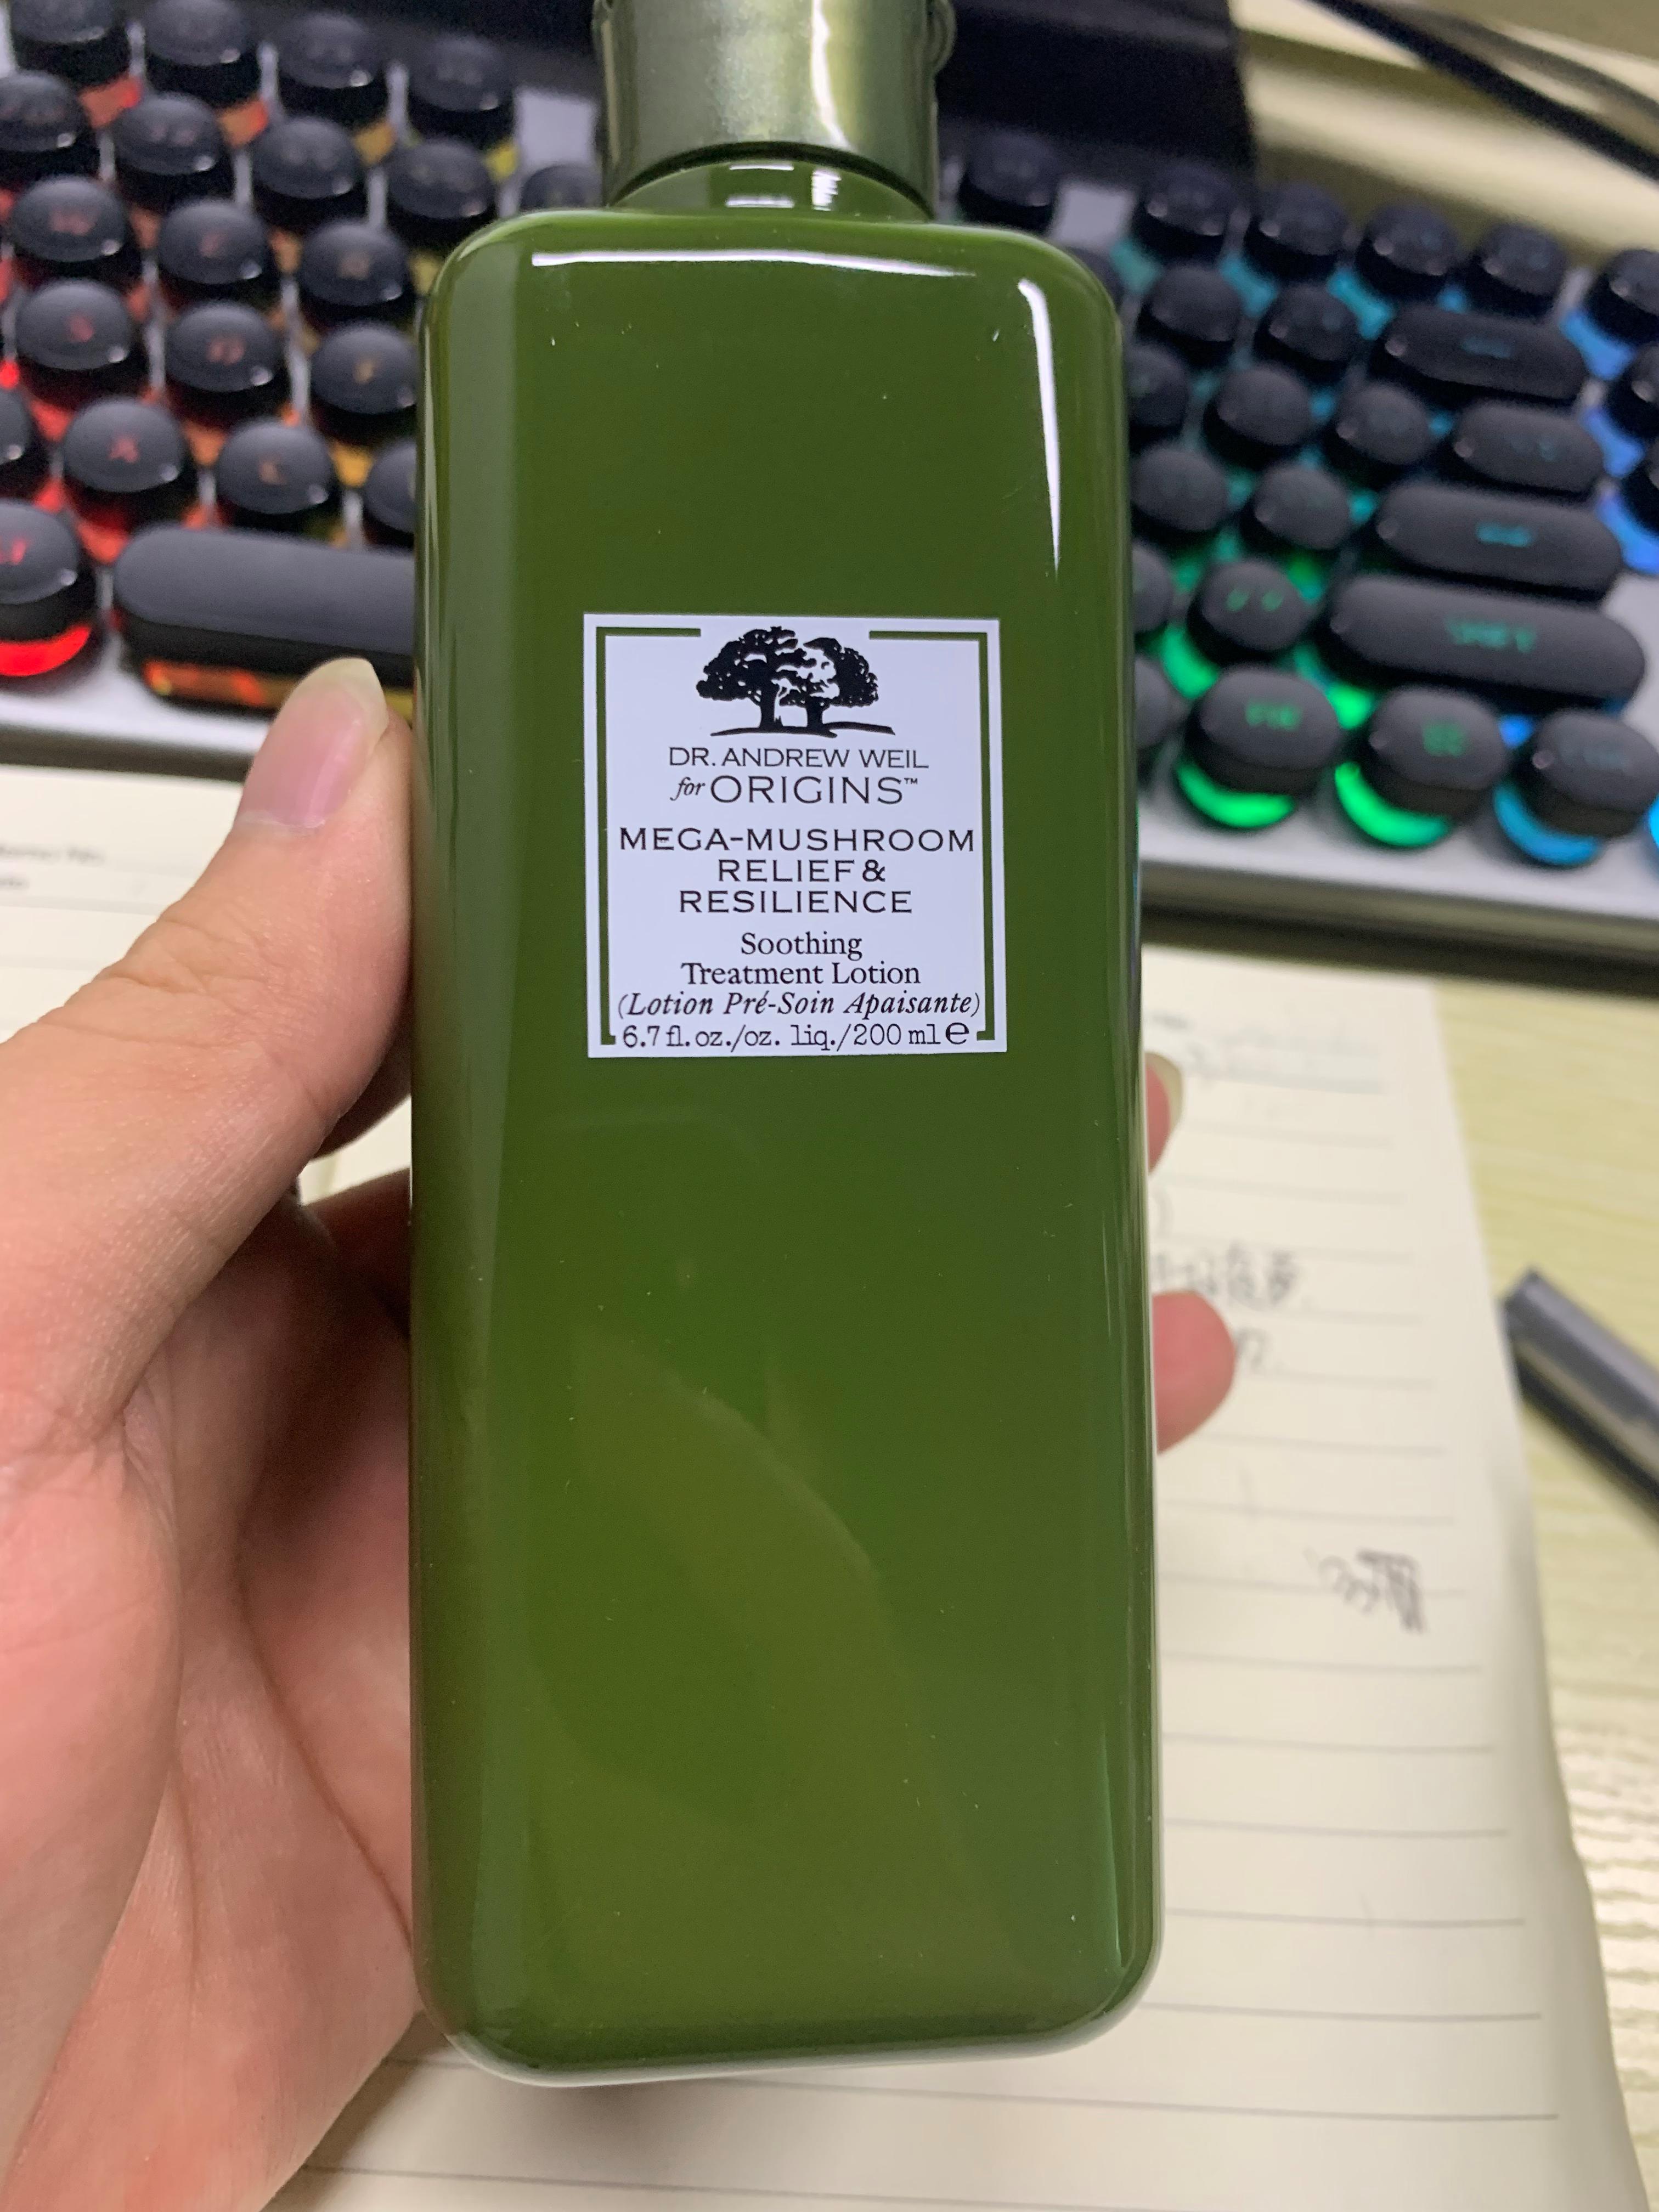 DR. ANDREW WEIL
for ORIGINS™
MEGA-MUSHROOM
RELIEF &
RESILIENCE
Soothing
Treatment Lotion
(Lotion Pré-Soin Apaisante)
6.7 fl. oz./oz. liq./200 ml ℮